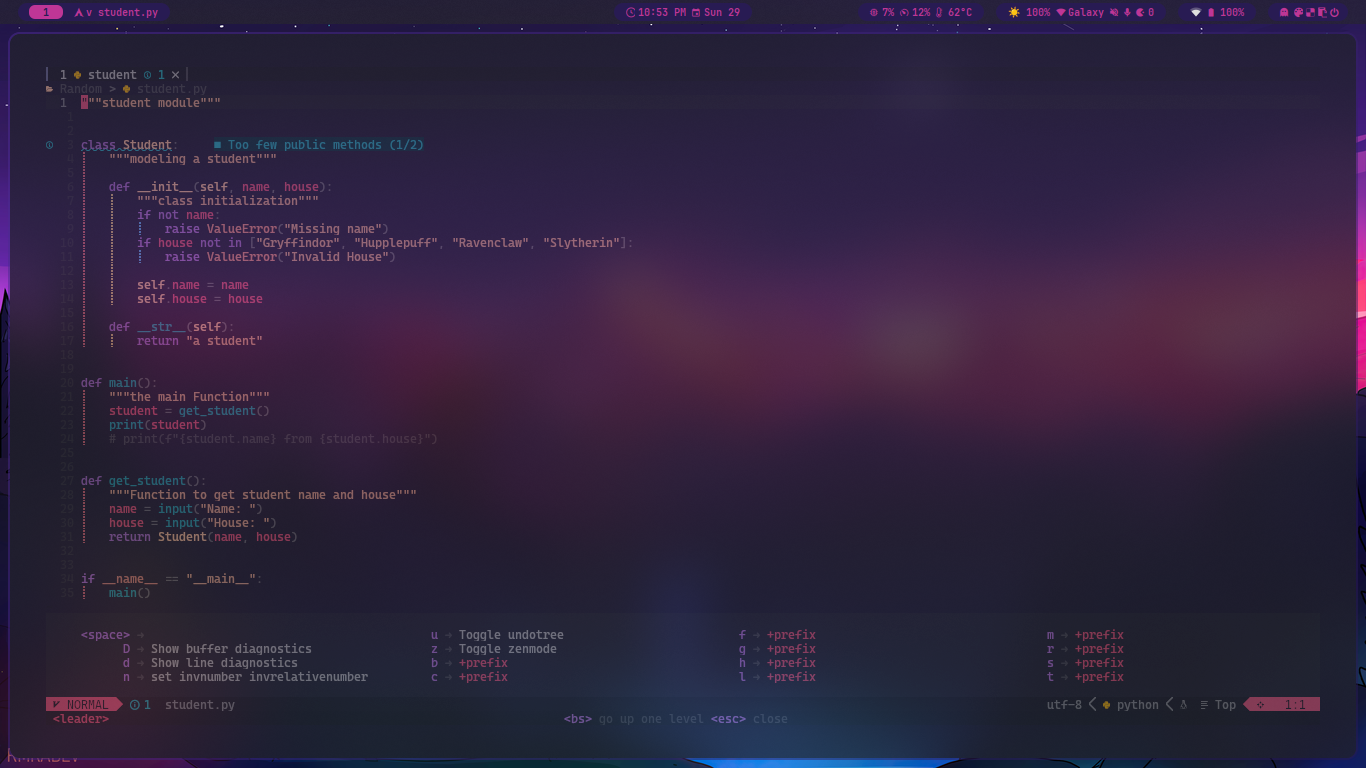 1 v student.py 10:53 PM Sun 29 7% 12% 62°C 100% Galaxy 0 100%
1 student 1 ×
Random > student.py
1 """student module"""
1
2
3 class Student: ■ Too few public methods (1/2)
4 """modeling a student"""
5
6 def __init__(self, name, house):
7 """class initialization"""
8 if not name:
9 raise ValueError("Missing name")
10 if house not in ["Gryffindor", "Hupplepuff", "Ravenclaw", "Slytherin"]:
11 raise ValueError("Invalid House")
12
13 self.name = name
14 self.house = house
15
16 def __str__(self):
17 return "a student"
18
19
20 def main():
21 """the main Function"""
22 student = get_student()
23 print(student)
24 # print(f"{student.name} from {student.house}")
25
26
27 def get_student():
28 """Function to get student name and house"""
29 name = input("Name: ")
30 house = input("House: ")
31 return Student(name, house)
32
33
34 if __name__ == "__main__":
35 main()
<space> → u → Toggle undotree f → +prefix m → +prefix
D → Show buffer diagnostics z → Toggle zenmode g → +prefix r → +prefix
d → Show line diagnostics b → +prefix h → +prefix s → +prefix
n → set invnumber invrelativenumber c → +prefix l → +prefix t → +prefix
NORMAL 1 student.py utf-8 < python < Top 1:1
<leader> <bs> go up one level <esc> close